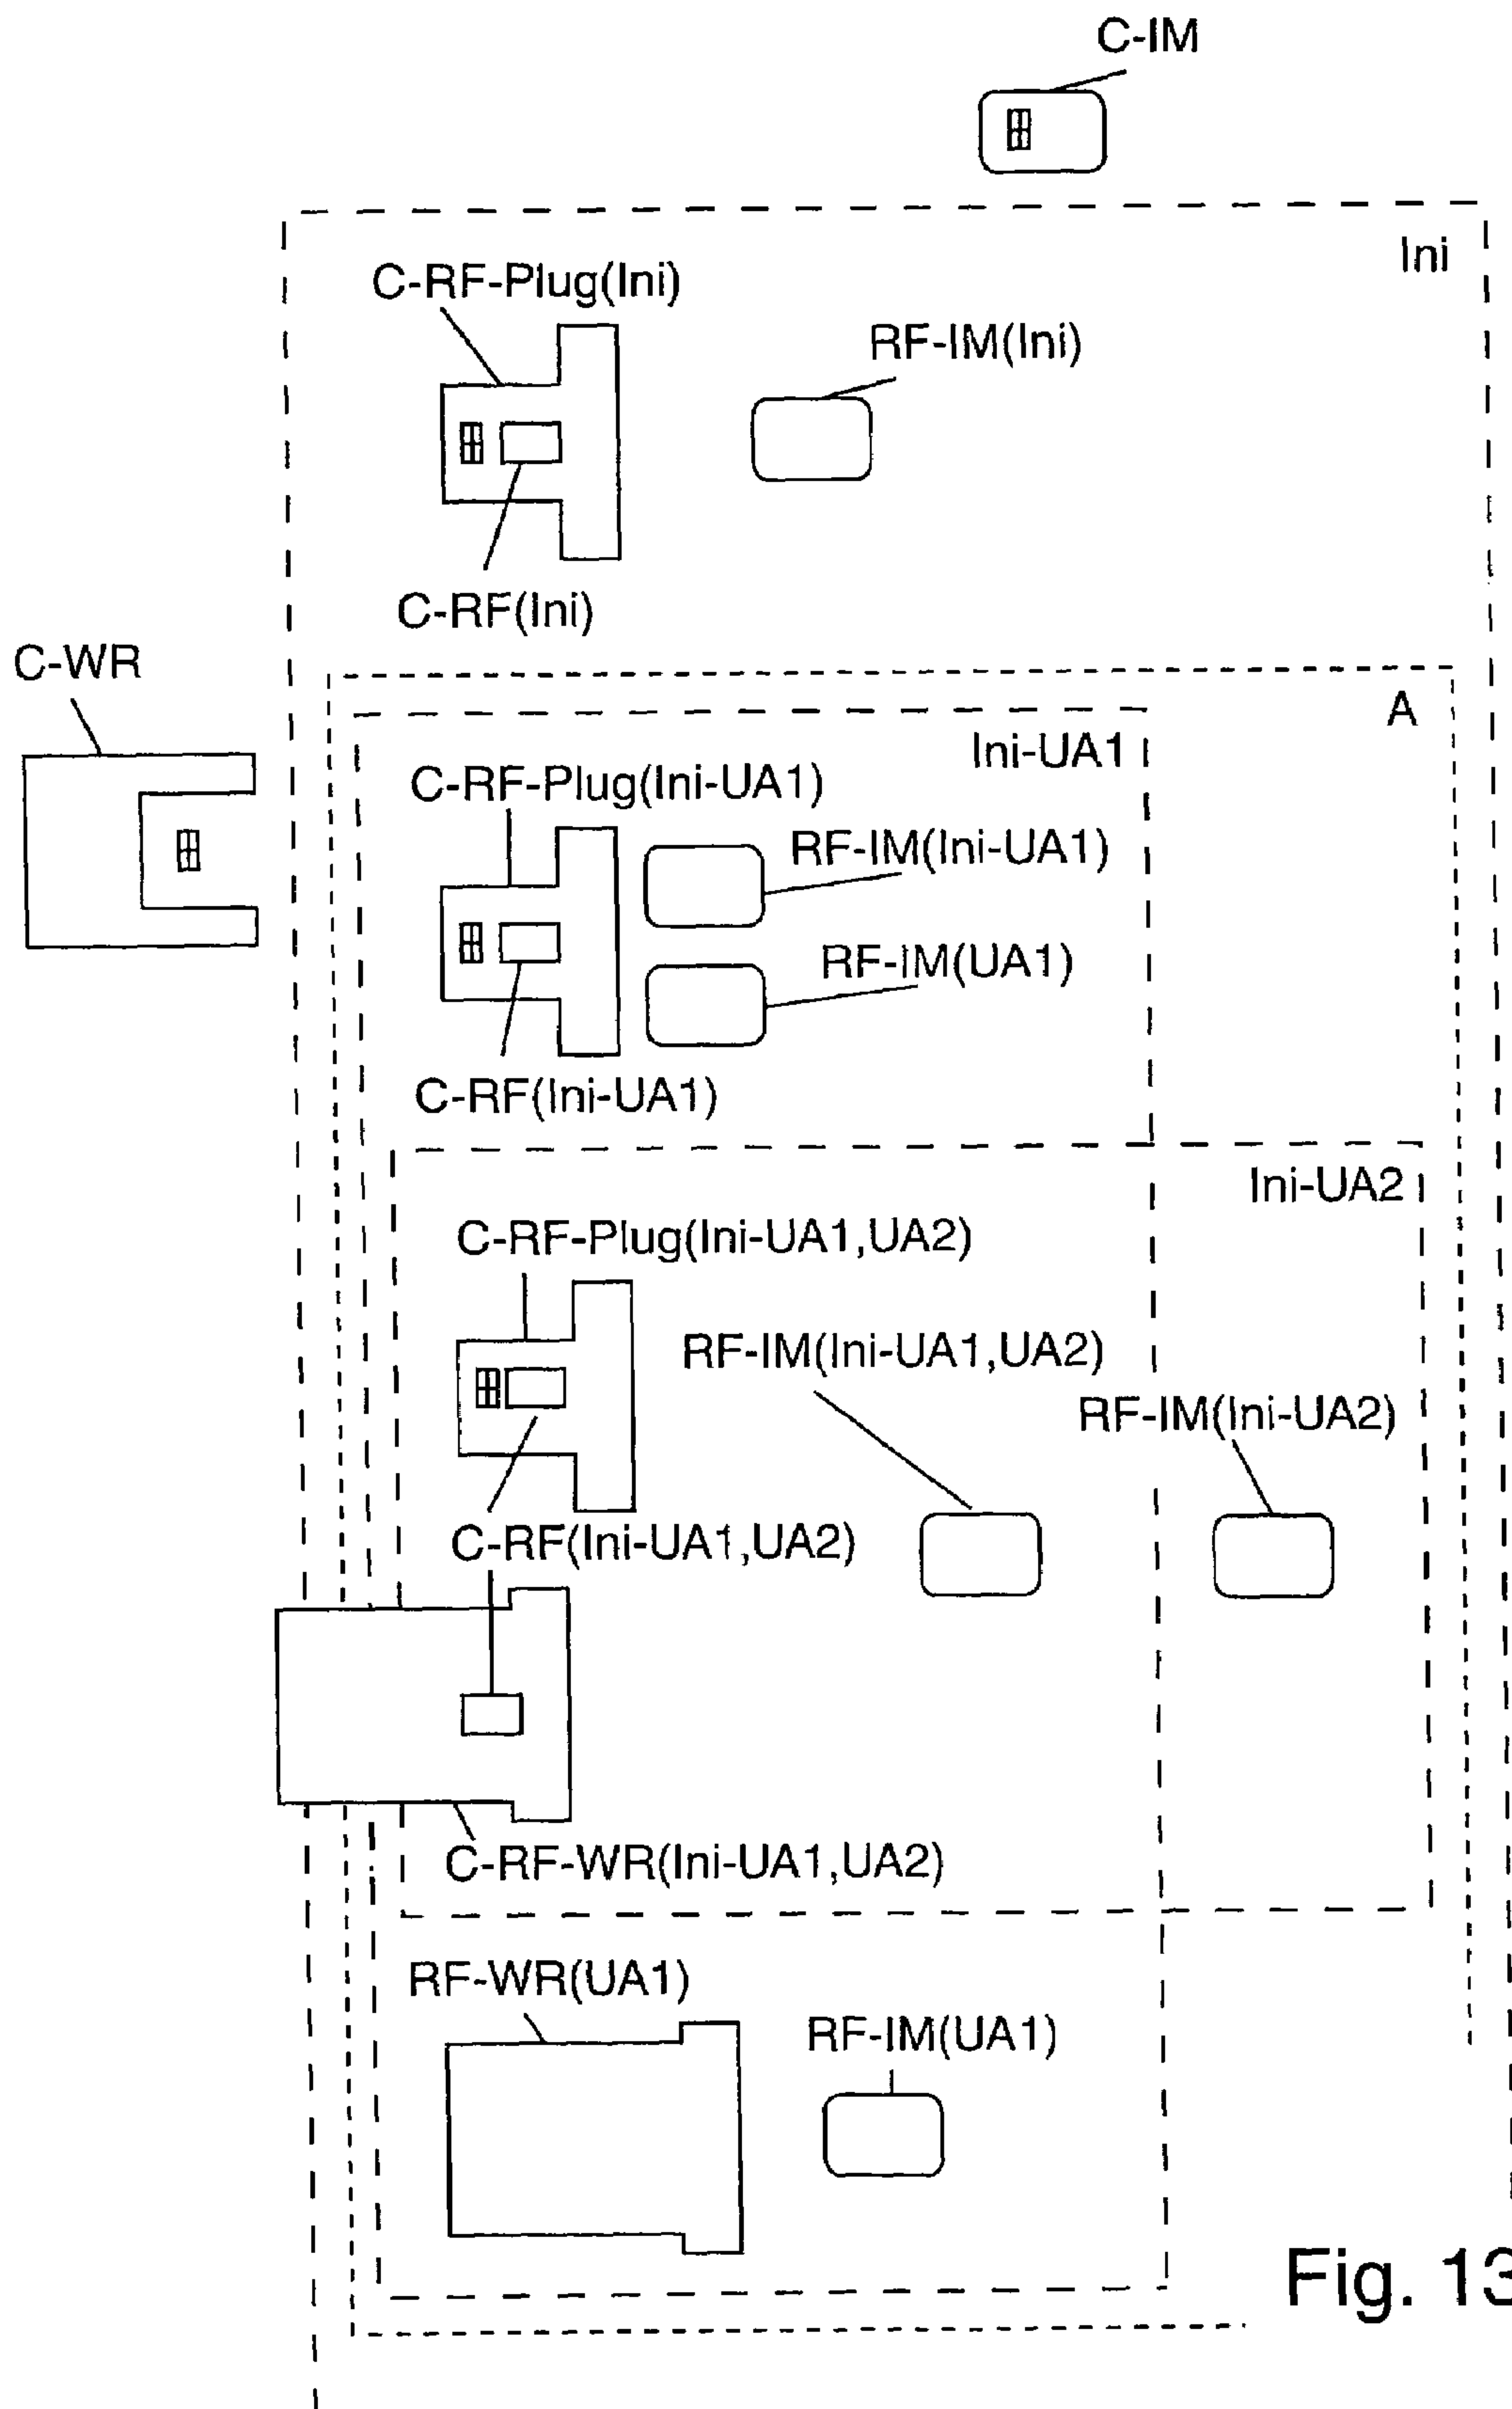 C-IM
Ini
C-RF-Plug(Ini)
RF-IM(Ini)
C-RF(Ini)
C-WR
A
Ini-UA1
C-RF-Plug(Ini-UA1)
RF-IM(Ini-UA1)
RF-IM(UA1)
C-RF(Ini-UA1)
Ini-UA2
C-RF-Plug(Ini-UA1,UA2)
RF-IM(Ini-UA1,UA2)
RF-IM(Ini-UA2)
C-RF(Ini-UA1,UA2)
C-RF-WR(Ini-UA1,UA2)
RF-WR(UA1)
RF-IM(UA1)
Fig. 13